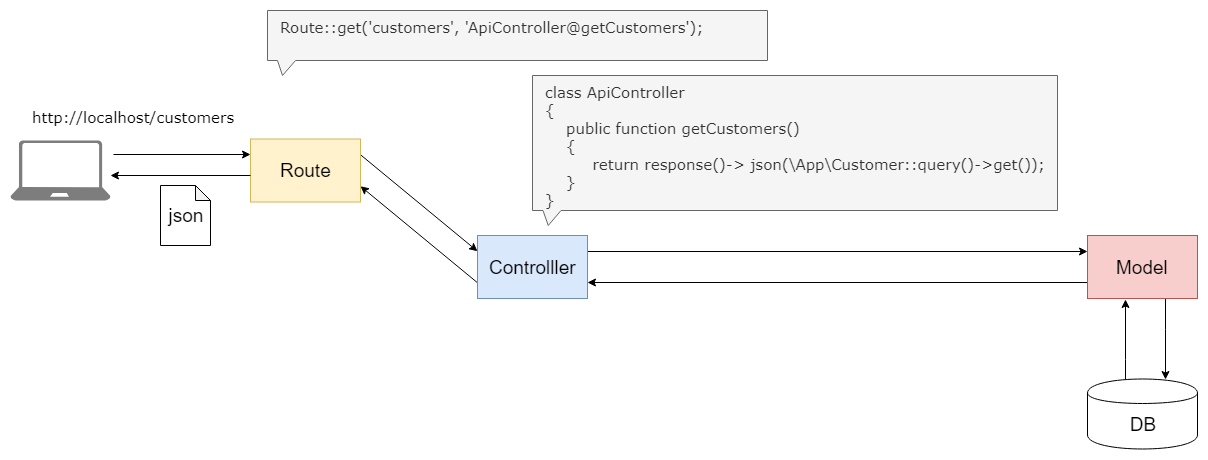 Route::get('customers', 'ApiController@getCustomers');
class ApiController
{
public function getCustomers()
{
return response()-> json(\App\Customer::query()->get());
}
}
http://localhost/customers
Route
json
Controlller
Model
DB